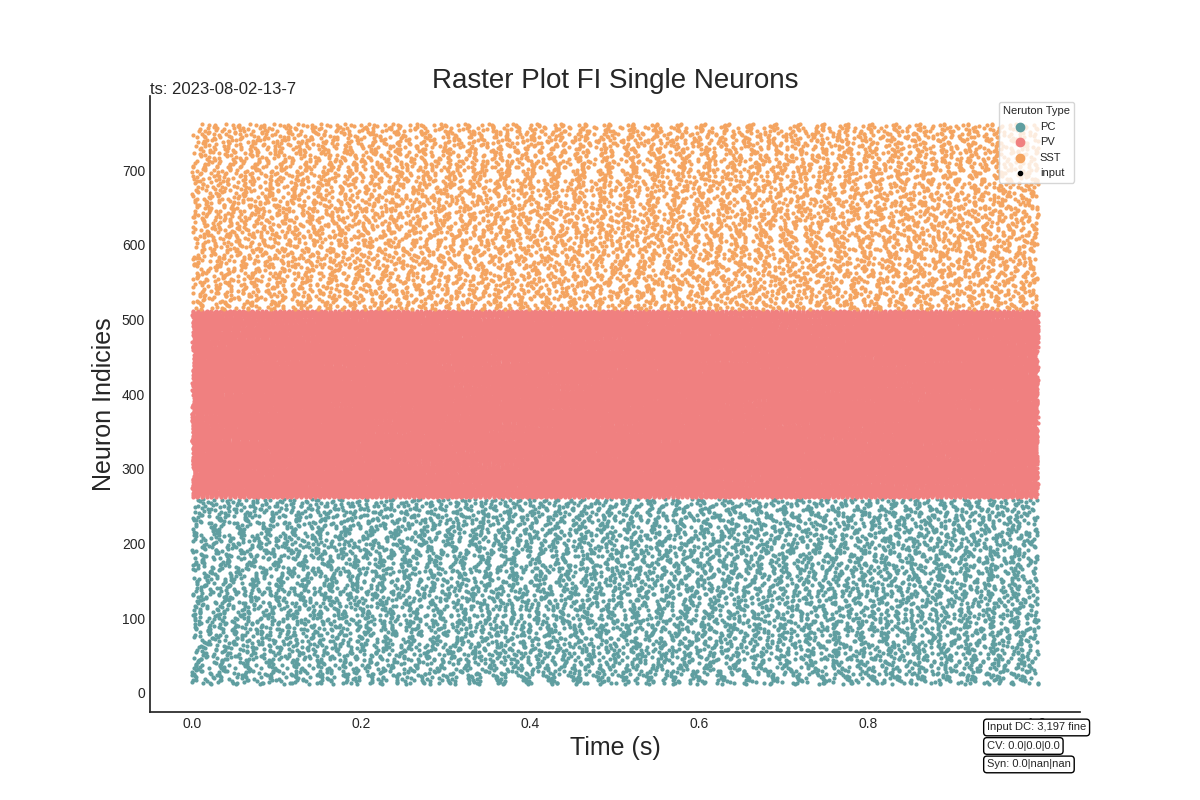 Raster Plot FI Single Neurons
ts: 2023-08-02-13-7
Neruton Type
PC
PV
SST
input
Neuron Indicies
700
600
500
400
300
200
100
0
0.0
0.2
0.4
0.6
0.8
Time (s)
Input DC: 3,197 fine
CV: 0.0|0.0|0.0
Syn: 0.0|nan|nan